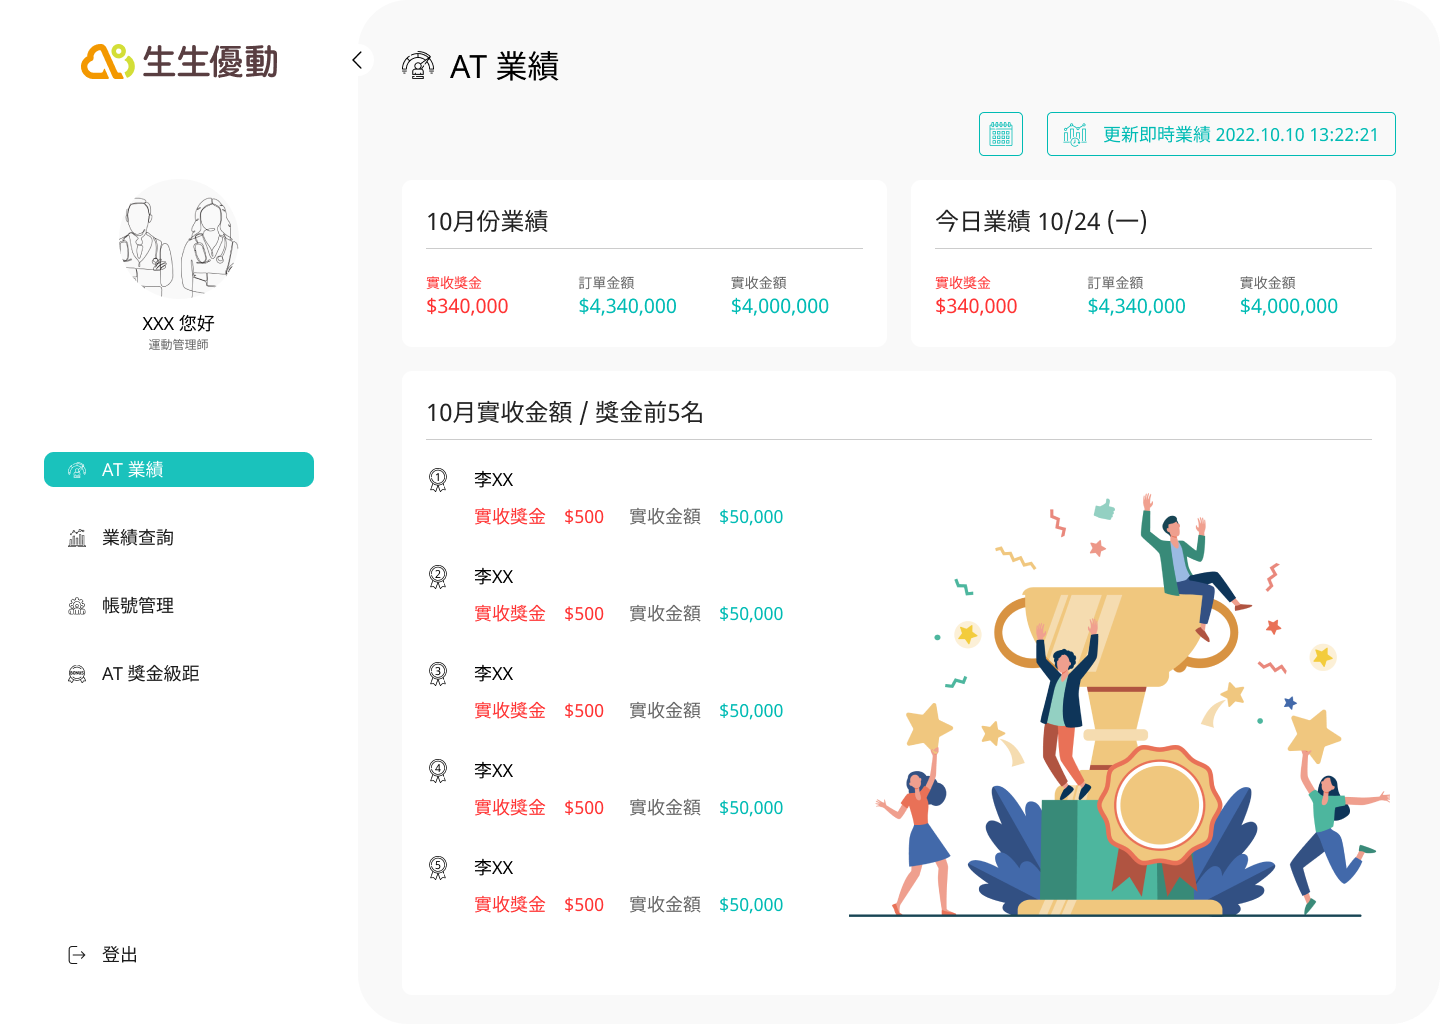 生生優動
XXX 您好
運動管理師
AT 業績
業績查詢
帳號管理
BONUS
AT 獎金級距
登出
AT 業績
更新即時業績 2022.10.10 13:22:21
10月份業績
實收獎金 訂單金額 實收金額
$340,000 $4,340,000 $4,000,000
今日業績 10/24 (一)
實收獎金 訂單金額 實收金額
$340,000 $4,340,000 $4,000,000
10月實收金額 / 獎金前5名
1 李XX
實收獎金 $500 實收金額 $50,000
2 李XX
實收獎金 $500 實收金額 $50,000
3 李XX
實收獎金 $500 實收金額 $50,000
4 李XX
實收獎金 $500 實收金額 $50,000
5 李XX
實收獎金 $500 實收金額 $50,000